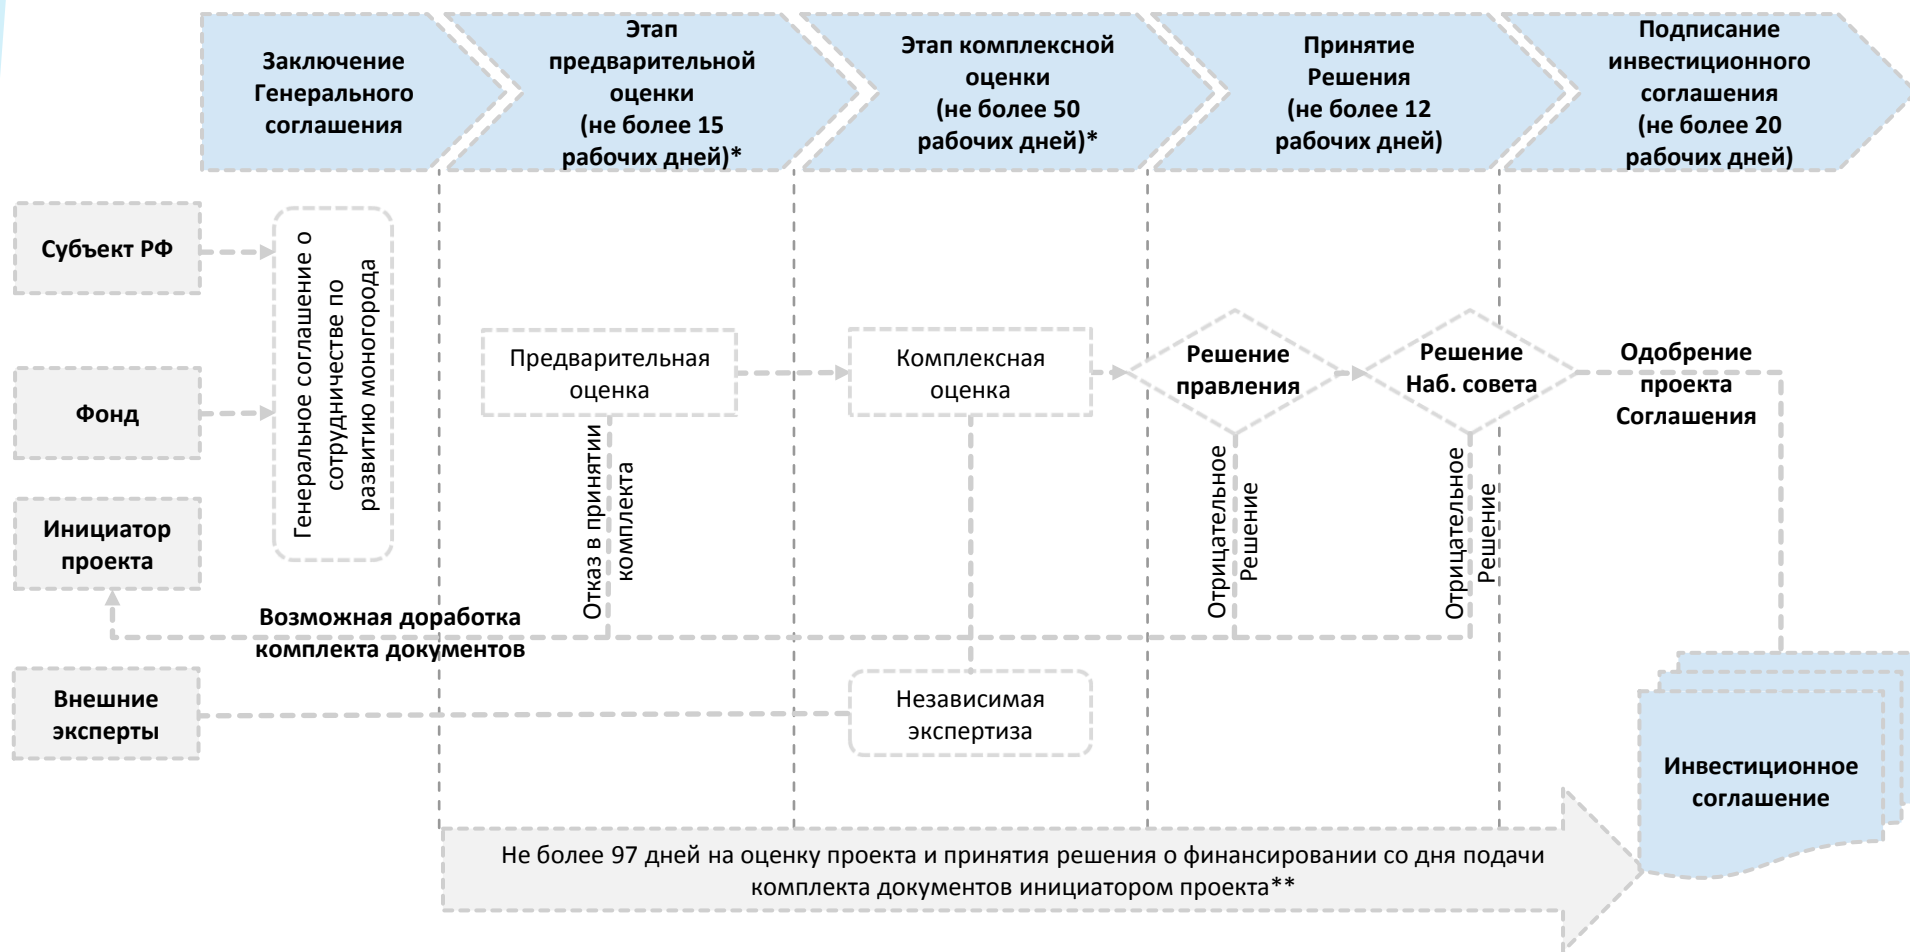 Заключение
Генерального
соглашения
Этап
предварительной
оценки
(не более 15
рабочих дней)*
Этап комплексной
оценки
(не более 50
рабочих дней)*
Принятие
Решения
(не более 12
рабочих дней)
Подписание
инвестиционного
соглашения
(не более 20
рабочих дней)
Субъект РФ
Фонд
Инициатор
проекта
Внешние
эксперты
Генеральное соглашение о
сотрудничестве по
развитию моногорода
Предварительная
оценка
Комплексная
оценка
Решение
правления
Решение
Наб. совета
Одобрение
проекта
Соглашения
Отказ в принятии
комплекта
Отрицательное
Решение
Отрицательное
Решение
Возможная доработка
комплекта документов
Независимая
экспертиза
Инвестиционное
соглашение
Не более 97 дней на оценку проекта и принятия решения о финансировании со дня подачи
комплекта документов инициатором проекта**